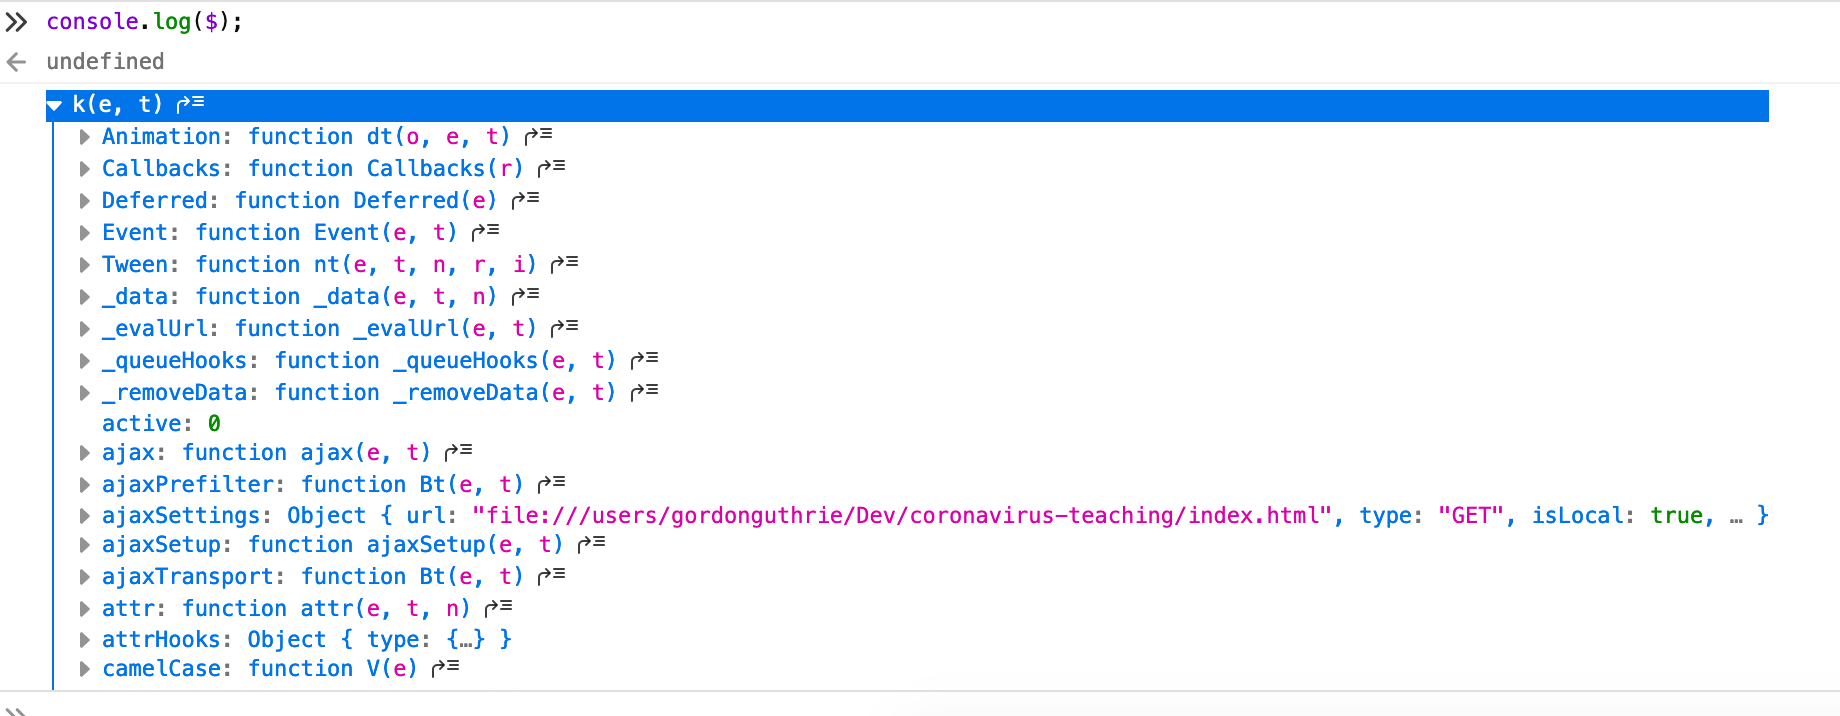 console.log($);
undefined
k(e, t)
Animation: function dt(o, e, t)
Callbacks: function Callbacks(r)
Deferred: function Deferred(e)
Event: function Event(e, t)
Tween: function nt(e, t, n, r, i)
_data: function _data(e, t, n)
_evalUrl: function _evalUrl(e, t)
_queueHooks: function _queueHooks(e, t)
_removeData: function _removeData(e, t)
active: 0
ajax: function ajax(e, t)
ajaxPrefilter: function Bt(e, t)
ajaxSettings: Object { url: "file:///users/gordonguthrie/Dev/coronavirus-teaching/index.html", type: "GET", isLocal: true, … }
ajaxSetup: function ajaxSetup(e, t)
ajaxTransport: function Bt(e, t)
attr: function attr(e, t, n)
attrHooks: Object { type: {…} }
camelCase: function V(e)